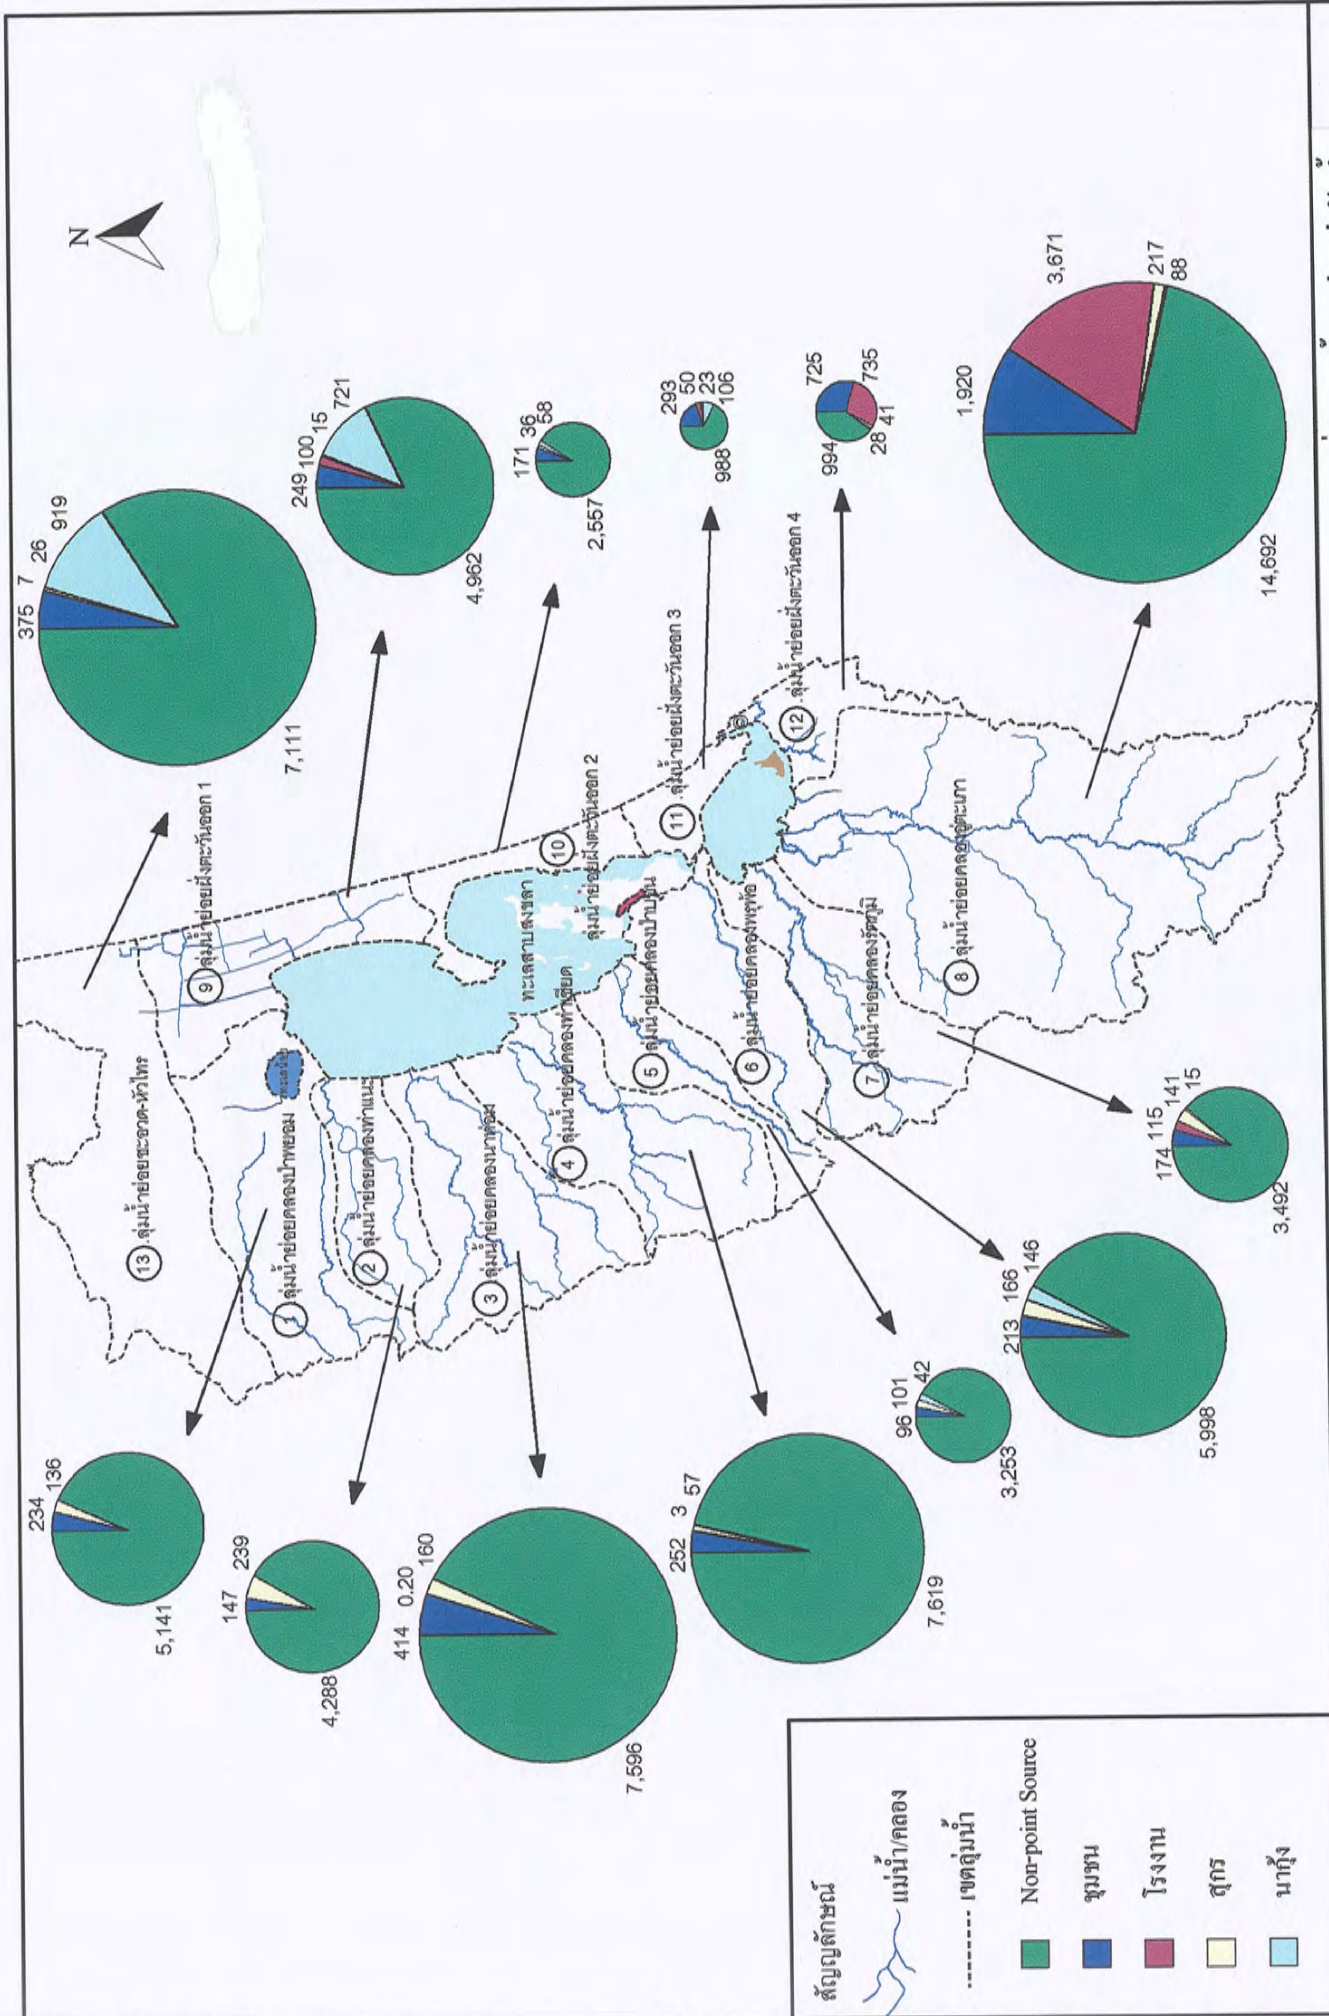 N
375
7
26
919
7,111
249
100
15
721
4,962
171
36
58
2,557
293
50
23
106
988
725
735
41
28
994
1,920
3,671
217
88
14,692
13 .ลุ่มน้ำย่อยชะอวด-หัวไทร
9 ลุ่มน้ำย่อยฝั่งตะวันออก 1
1 ลุ่มน้ำย่อยคลองป่าพยอม
ทะเลน้อย
2 ลุ่มน้ำย่อยคลองท่าแนะ
3 ลุ่มน้ำย่อยคลองนาท่อม
4 ลุ่มน้ำย่อยคลองท่าเชียด
ทะเลสาบสงขลา
10
ลุ่มน้ำย่อยฝั่งตะวันออก 2
5 ลุ่มน้ำย่อยคลองป่าบอน
11 .ลุ่มน้ำย่อยฝั่งตะวันออก 3
6 ลุ่มน้ำย่อยคลองพรุพ้อ
12 .ลุ่มน้ำย่อยฝั่งตะวันออก 4
7 .ลุ่มน้ำย่อยคลองรัตภูมิ
8 .ลุ่มน้ำย่อยคลองอู่ตะเภา
234
136
5,141
147
239
4,288
414
0.20
160
7,596
252
3
57
7,619
96
101
42
3,253
213
166
146
5,998
174
115
141
15
3,492
สัญญลักษณ์
แม่น้ำ/คลอง
เขตลุ่มน้ำ
Non-point Source
ชุมชน
โรงงาน
สุกร
นากุ้ง